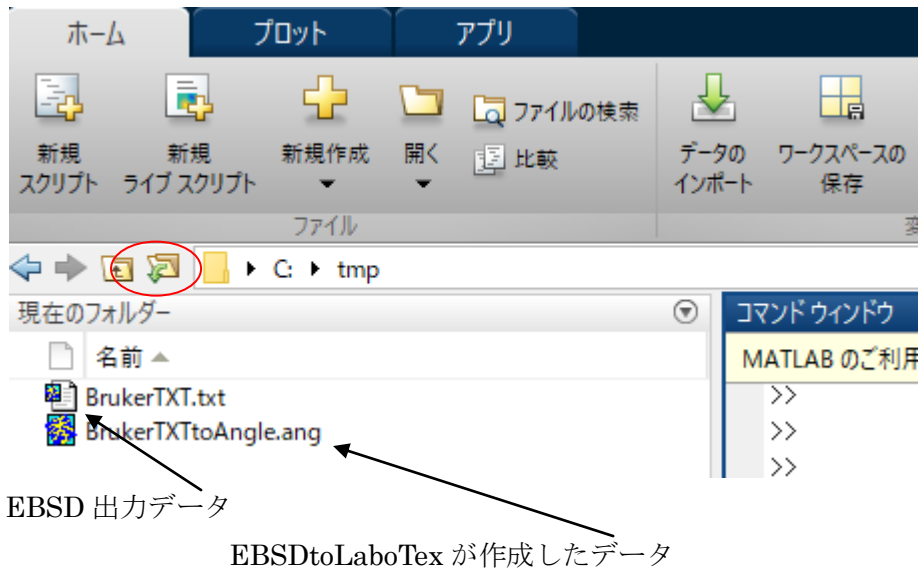 ホーム プロット アプリ
新規 スクリプト
新規 ライブ スクリプト
新規作成
開く
ファイルの検索
比較
データの インポート
ワークスペースの 保存
ファイル
C: tmp
現在のフォルダー
コマンド ウィンドウ
名前
MATLAB のご利用
BrukerTXT.txt
BrukerTXTtoAngle.ang
>>
>>
>>
EBSD 出力データ
EBSDtoLaboTex が作成したデータ